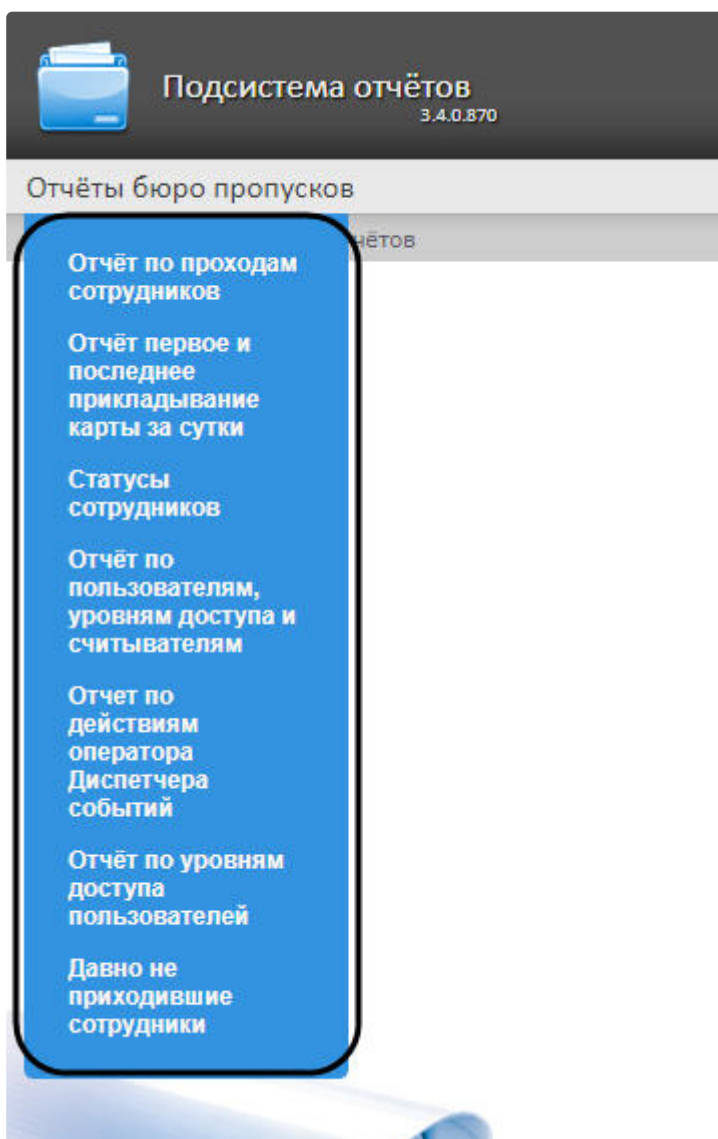 Подсистема отчётов
3.4.0.870
Отчёты бюро пропусков
Отчёт по проходам
сотрудников
Отчёт первое и
последнее
прикладывание
карты за сутки
Статусы
сотрудников
Отчёт по
пользователям,
уровням доступа и
считывателям
Отчет по
действиям
оператора
Диспетчера
событий
Отчёт по уровням
доступа
пользователей
Давно не
приходившие
сотрудники